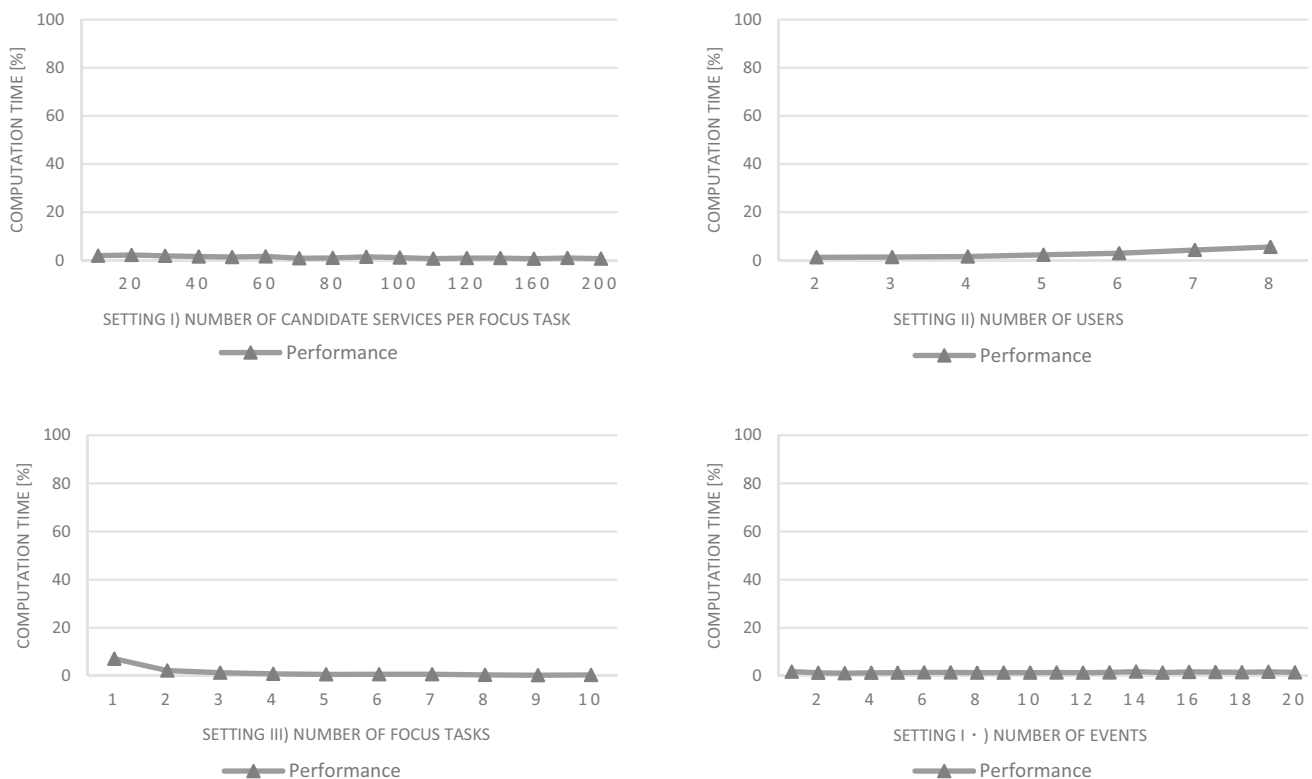 100
80
60
40
20
0
COMPUTATION TIME [%]
20 40 60 80 100 120 160 200
SETTING I) NUMBER OF CANDIDATE SERVICES PER FOCUS TASK
Performance
100
80
60
40
20
0
COMPUTATION TIME [%]
2 3 4 5 6 7 8
SETTING II) NUMBER OF USERS
Performance
100
80
60
40
20
0
COMPUTATION TIME [%]
1 2 3 4 5 6 7 8 9 10
SETTING III) NUMBER OF FOCUS TASKS
Performance
100
80
60
40
20
0
COMPUTATION TIME [%]
2 4 6 8 10 12 14 16 18 20
SETTING I · ) NUMBER OF EVENTS
Performance